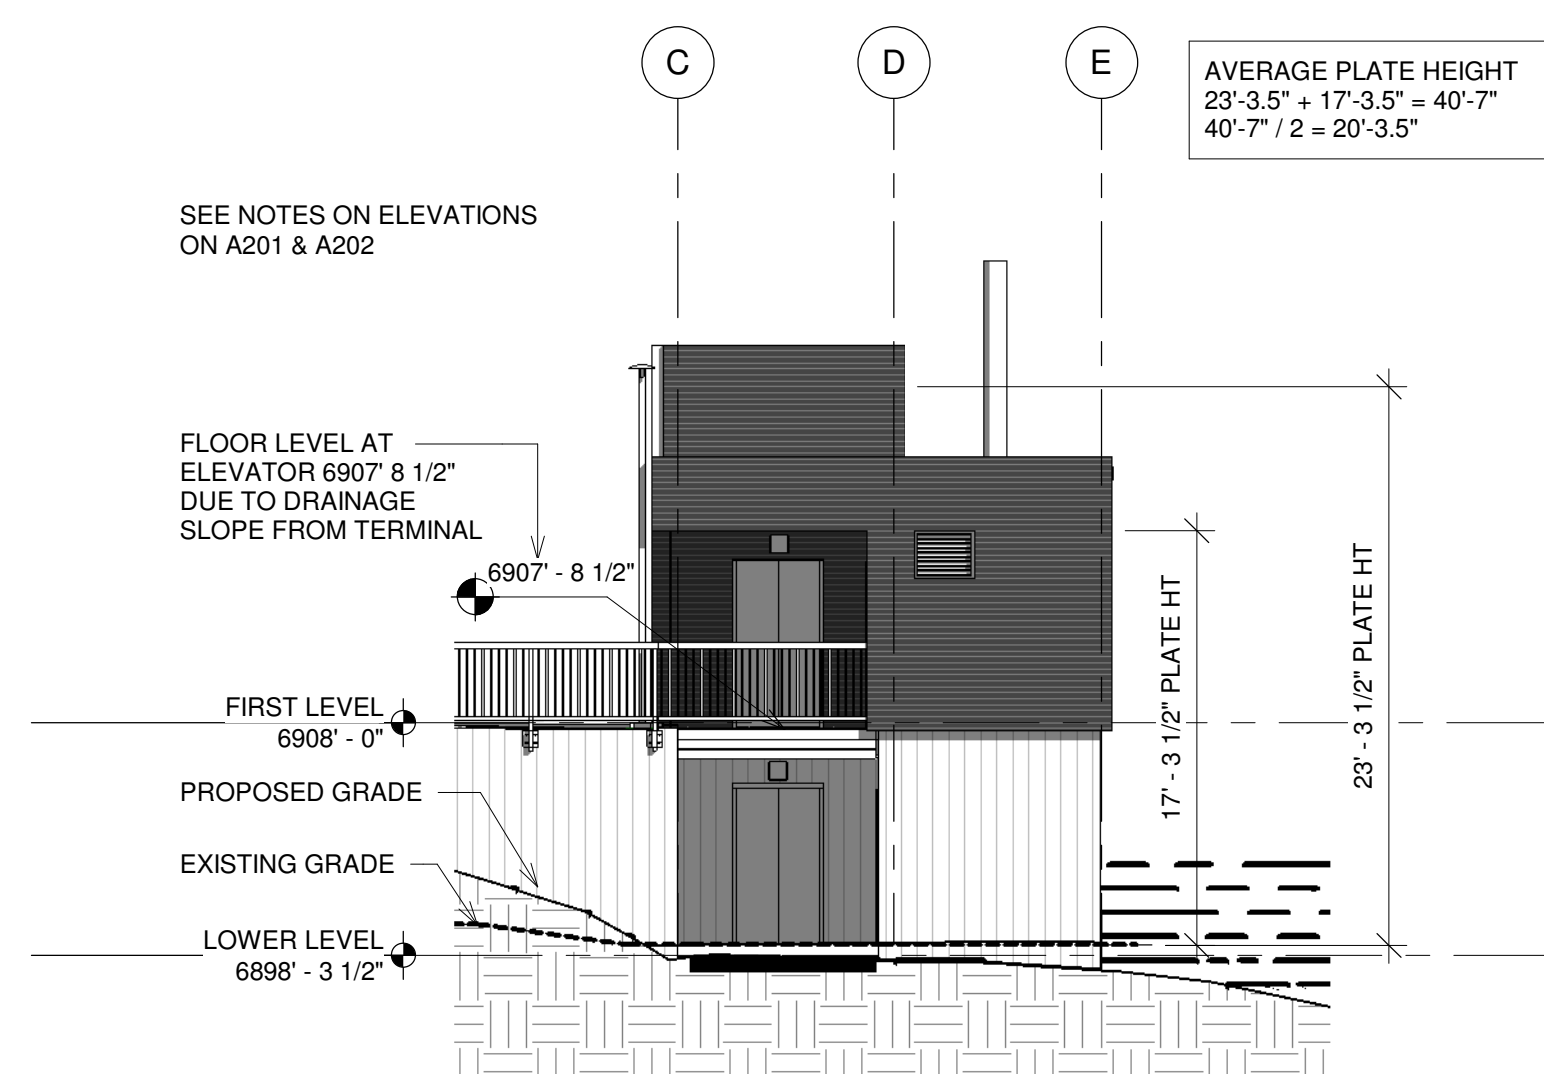 C
D
E
AVERAGE PLATE HEIGHT
23'-3.5" + 17'-3.5" = 40'-7"
40'-7" / 2 = 20'-3.5"
SEE NOTES ON ELEVATIONS
ON A201 & A202
FLOOR LEVEL AT
ELEVATOR 6907' 8 1/2"
DUE TO DRAINAGE
SLOPE FROM TERMINAL
6907' - 8 1/2"
FIRST LEVEL
6908' - 0"
PROPOSED GRADE
EXISTING GRADE
LOWER LEVEL
6898' - 3 1/2"
17' - 3 1/2" PLATE HT
23' - 3 1/2" PLATE HT